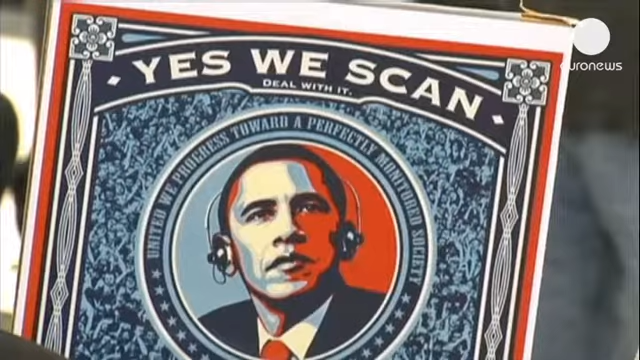 YES WE SCAN
DEAL WITH IT.
UNITED WE PROGRESS TOWARD A PERFECTLY MONITORED SOCIETY
euronews